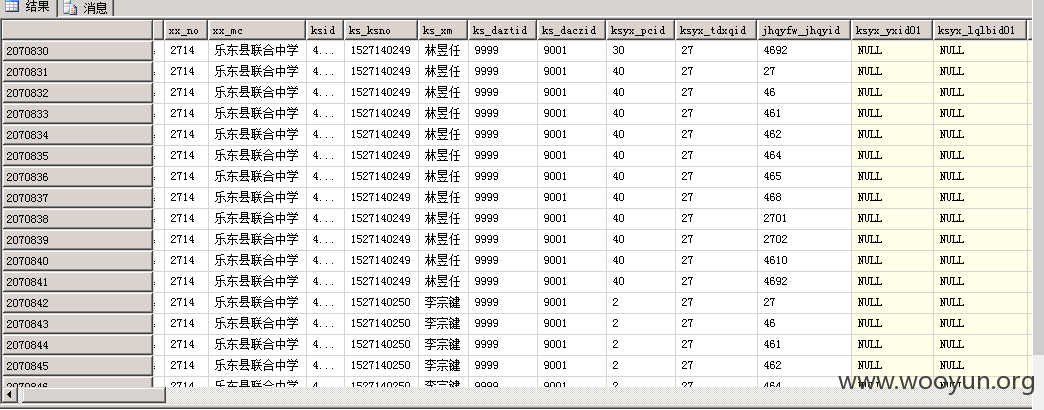 结果 消息
xx_no xx_mc ksid ks_ksno ks_xm ks_daztid ks_daczid ksyx_pcid ksyx_tdxqid jhqyfw_jhqyid ksyx_yxid01 ksyx_lqlbid01
2070830 2714 乐东县联合中学 4... 1527140249 林昱任 9999 9001 30 27 4692 NULL NULL
2070831 2714 乐东县联合中学 4... 1527140249 林昱任 9999 9001 40 27 27 NULL NULL
2070832 2714 乐东县联合中学 4... 1527140249 林昱任 9999 9001 40 27 46 NULL NULL
2070833 2714 乐东县联合中学 4... 1527140249 林昱任 9999 9001 40 27 461 NULL NULL
2070834 2714 乐东县联合中学 4... 1527140249 林昱任 9999 9001 40 27 462 NULL NULL
2070835 2714 乐东县联合中学 4... 1527140249 林昱任 9999 9001 40 27 464 NULL NULL
2070836 2714 乐东县联合中学 4... 1527140249 林昱任 9999 9001 40 27 465 NULL NULL
2070837 2714 乐东县联合中学 4... 1527140249 林昱任 9999 9001 40 27 468 NULL NULL
2070838 2714 乐东县联合中学 4... 1527140249 林昱任 9999 9001 40 27 2701 NULL NULL
2070839 2714 乐东县联合中学 4... 1527140249 林昱任 9999 9001 40 27 2702 NULL NULL
2070840 2714 乐东县联合中学 4... 1527140249 林昱任 9999 9001 40 27 4610 NULL NULL
2070841 2714 乐东县联合中学 4... 1527140249 林昱任 9999 9001 40 27 4692 NULL NULL
2070842 2714 乐东县联合中学 4... 1527140250 李宗键 9999 9001 2 27 27 NULL NULL
2070843 2714 乐东县联合中学 4... 1527140250 李宗键 9999 9001 2 27 46 NULL NULL
2070844 2714 乐东县联合中学 4... 1527140250 李宗键 9999 9001 2 27 461 NULL NULL
2070845 2714 乐东县联合中学 4... 1527140250 李宗键 9999 9001 2 27 462 NULL NULL
2070846 2714 乐东县联合中学 4... 1527140250 李宗键 9999 9001 2 27 464 NULL NULL
www.wooyun.org